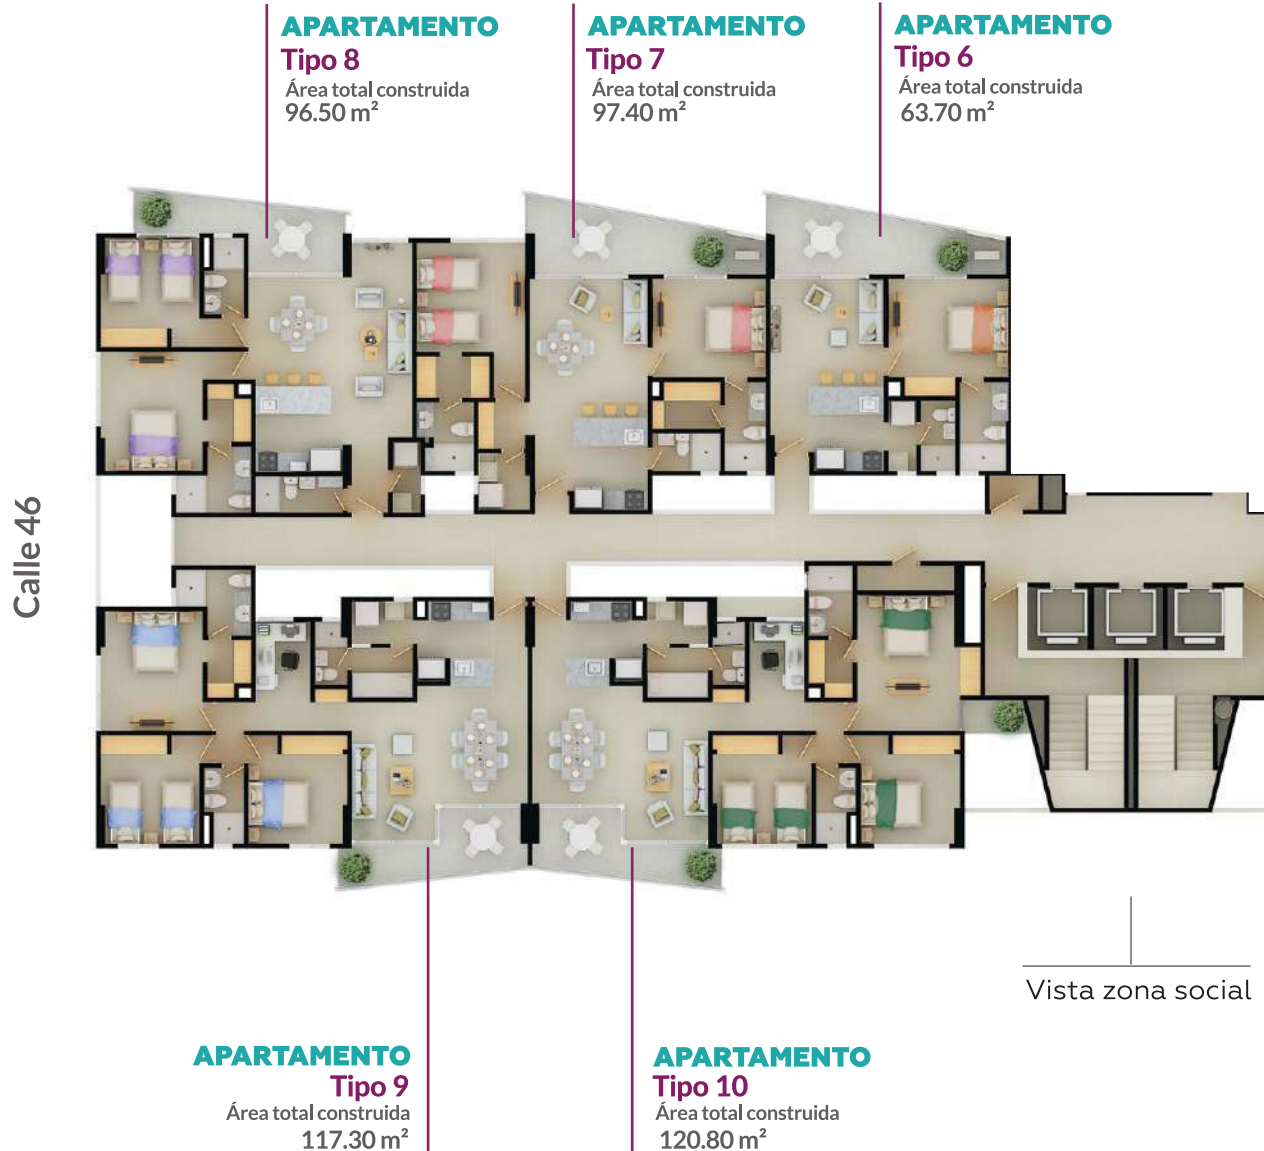 APARTAMENTO
Tipo 8
Área total construida
96.50 m²
APARTAMENTO
Tipo 7
Área total construida
97.40 m²
APARTAMENTO
Tipo 6
Área total construida
63.70 m²
Calle 46
Vista zona social
APARTAMENTO
Tipo 9
Área total construida
117.30 m²
APARTAMENTO
Tipo 10
Área total construida
120.80 m²